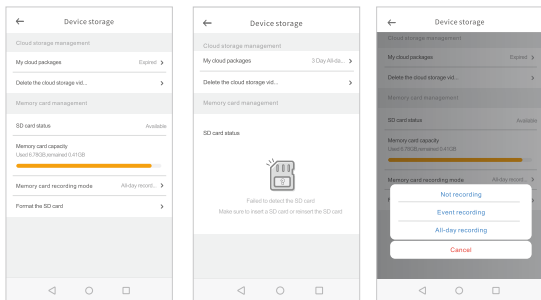 Device storage
Cloud storage management
My cloud packages Expired
Delete the cloud storage vid...
Memory card management
SD card status Available
Memory card capacity
Used 6.79GB,remained 0.41GB
Memory card recording mode All-day record...
Format the SD card
Device storage
Cloud storage management
My cloud packages 3 Day All-da...
Delete the cloud storage vid...
Memory card management
SD card status
Failed to detect the SD card
Make sure to insert a SD card or reinsert the SD card
Device storage
Cloud storage management
My cloud packages Expired
Delete the cloud storage vid...
Memory card management
SD card status Available
Memory card capacity
Used 6.79GB,remained 0.41GB
Memory card recording mode All-day record...
Not recording
Event recording
All-day recording
Cancel